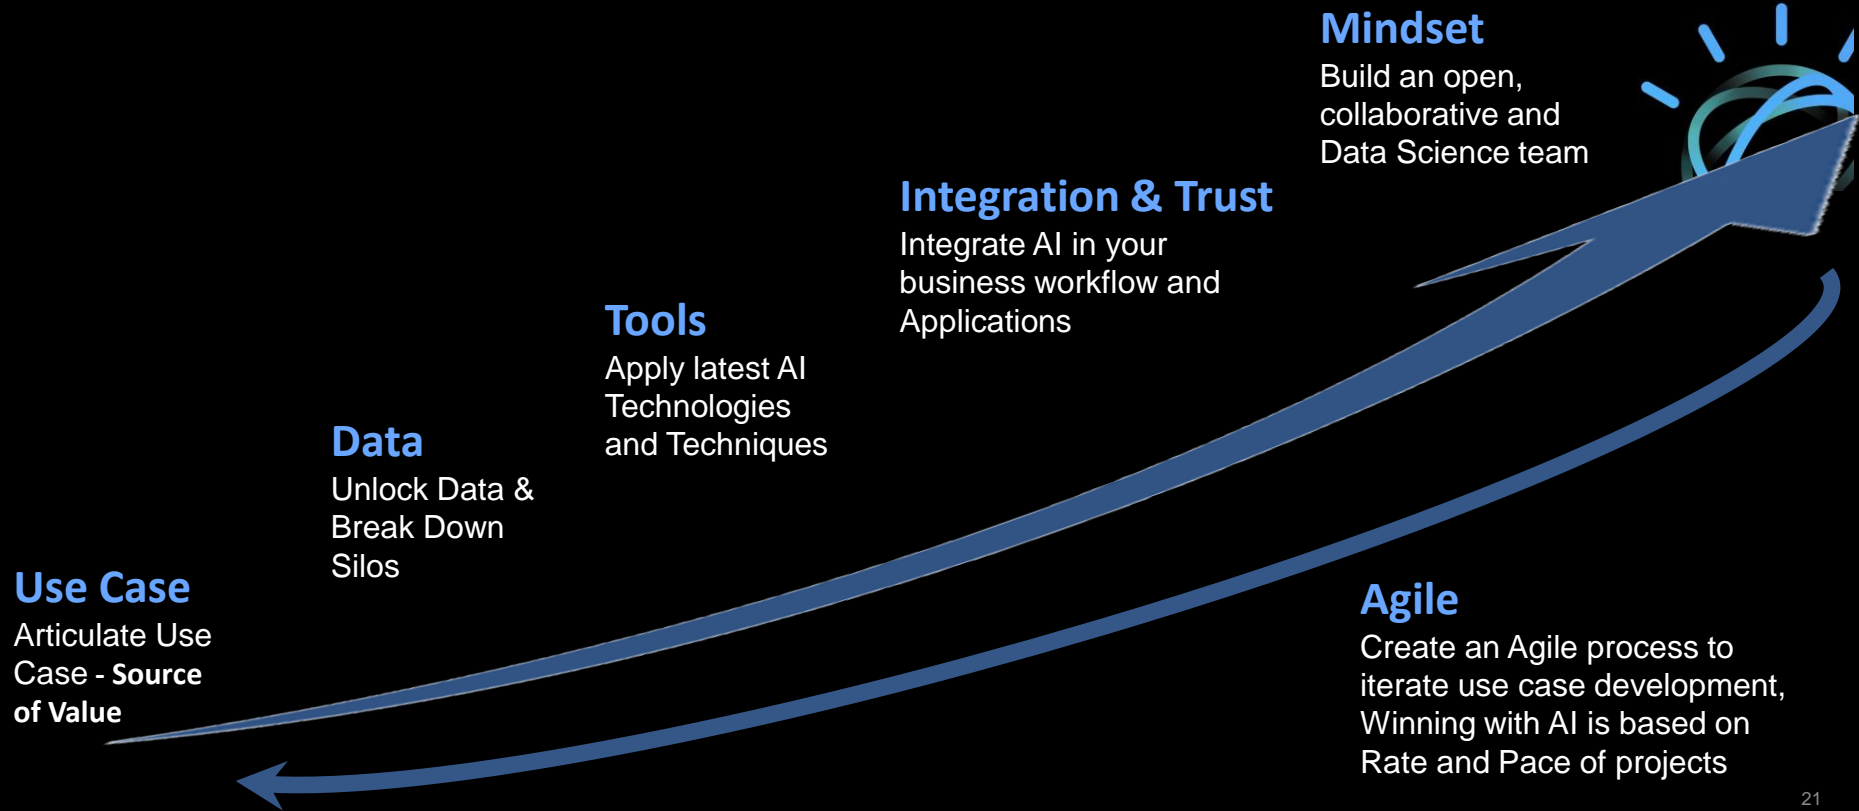 Use Case
Articulate Use
Case - Source
of Value
Data
Unlock Data &
Break Down
Silos
Tools
Apply latest AI
Technologies
and Techniques
Integration & Trust
Integrate AI in your
business workflow and
Applications
Mindset
Build an open,
collaborative and
Data Science team
Agile
Create an Agile process to
iterate use case development,
Winning with AI is based on
Rate and Pace of projects
21